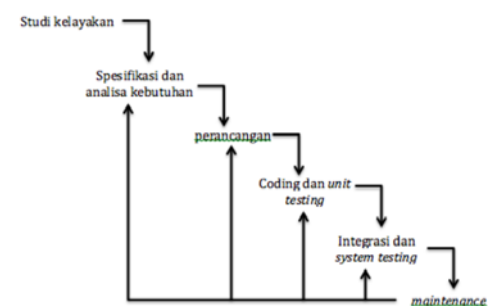 Studi kelayakan
Spesifikasi dan
analisa kebutuhan
perancangan
Coding dan unit
testing
Integrasi dan
system testing
maintenance